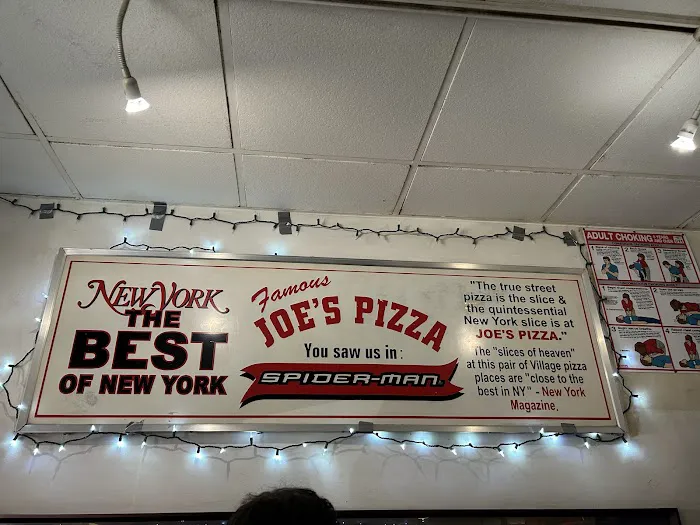 NEW YORK
THE
BEST
OF NEW YORK
Famous
JOE'S PIZZA
You saw us in:
SPIDER-MAN
"The true street
pizza is the slice &
the quintessential
New York slice is at
JOE'S PIZZA."
The "slices of heaven"
at this pair of Village pizza
places are "close to the
best in NY" - New York
Magazine.
ADULT CHOKING